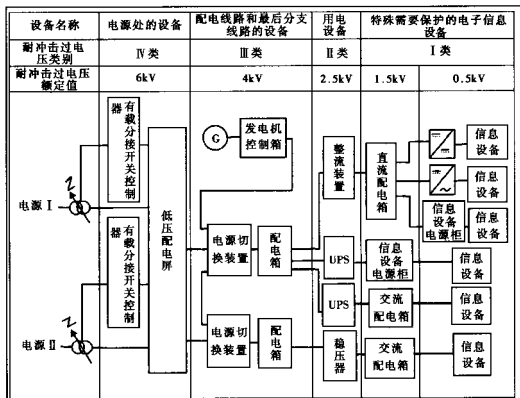 设备名称
电源处的设备
配电线路和最后分支
线路的设备
用电
设备
特殊需要保护的电子信息
设备
耐冲击过电
压类别
Ⅳ 类
Ⅲ 类
Ⅱ 类
Ⅰ 类
耐冲击过电压
额定值
6kV
4kV
2.5kV
1.5kV
0.5kV
有载分接开关控制
器
电源Ⅰ
有载分接开关控制
器
电源Ⅱ
低压配电屏
G
发电机
控制箱
电源切
换装置
配电箱
电源切
换装置
配电箱
整流装置
UPS
UPS
稳压器
直流配电箱
信息
设备
信息
设备
信息
设备
电源柜
信息
设备
信息
设备
电源柜
信息
设备
交流
配电箱
信息
设备
交流
配电箱
信息
设备